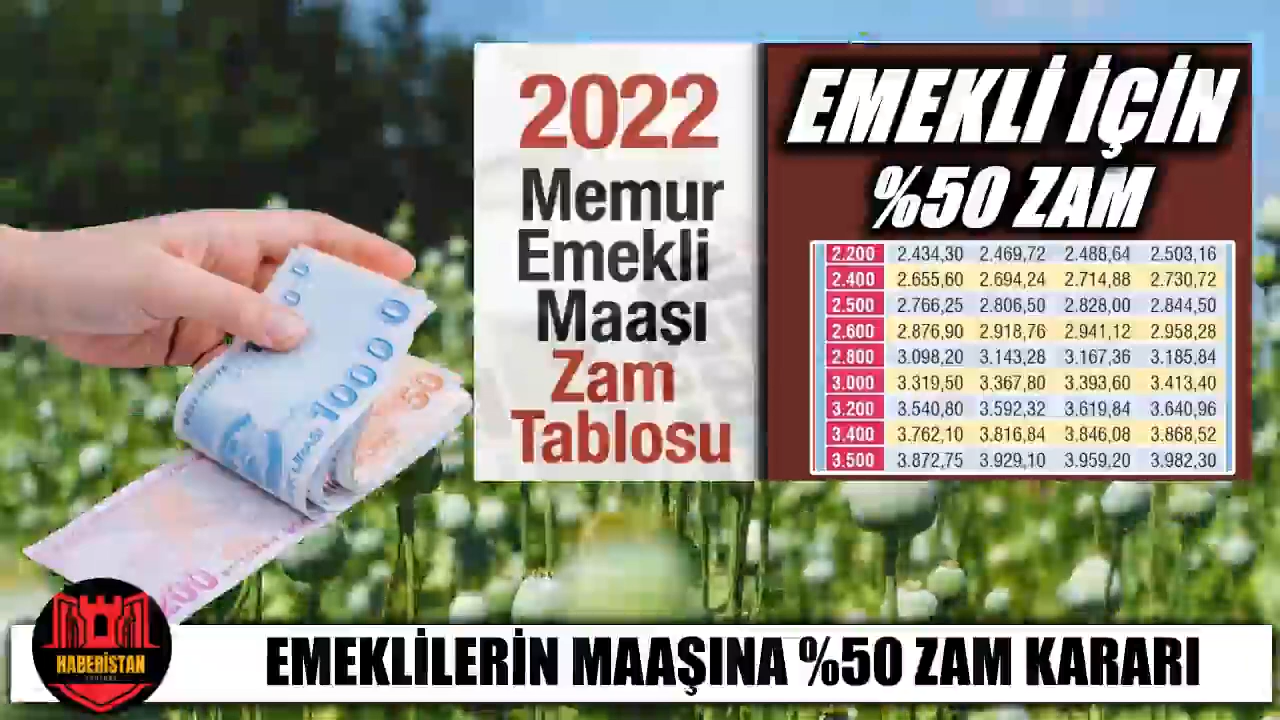 2022
Memur
Emekli
Maaşı
Zam
Tablosu
EMEKLİ İÇİN
%50 ZAM
2.200 2.434,30 2.469,72 2.488,64 2.503,16
2.400 2.655,60 2.694,24 2.714,88 2.730,72
2.500 2.766,25 2.806,50 2.828,00 2.844,50
2.600 2.876,90 2.918,76 2.941,12 2.958,28
2.800 3.098,20 3.143,28 3.167,36 3.185,84
3.000 3.319,50 3.367,80 3.393,60 3.413,40
3.200 3.540,80 3.592,32 3.619,84 3.640,96
3.400 3.762,10 3.816,84 3.846,08 3.868,52
3.500 3.872,75 3.929,10 3.959,20 3.982,30
50
200
HABERİSTAN
EMEKLİLERİN MAAŞINA %50 ZAM KARARI